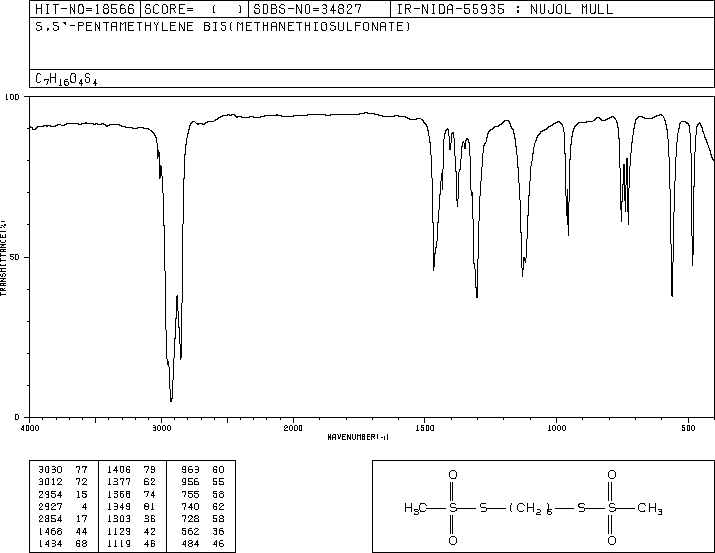 HIT-NO=18566 SCORE= ( ) SDBS-NO=34827 IR-NIDA-55935 : NUJOL MULL
S,S'-PENTAMETHYLENE BIS(METHANETHIOSULFONATE)
C7H16O4S4
100
50
0
TRANSMITTANCE(%)
4000 3000 2000 1500 1000 500
WAVENUMBER(-1)
3030 77 1406 79 963 60
3012 72 1377 62 956 55
2954 15 1368 74 755 58
2927 4 1349 81 740 62
2854 17 1303 36 728 58
1466 44 1129 42 562 36
1434 68 1119 46 484 46
O O
H3C S S (CH2)5 S S CH3
O O